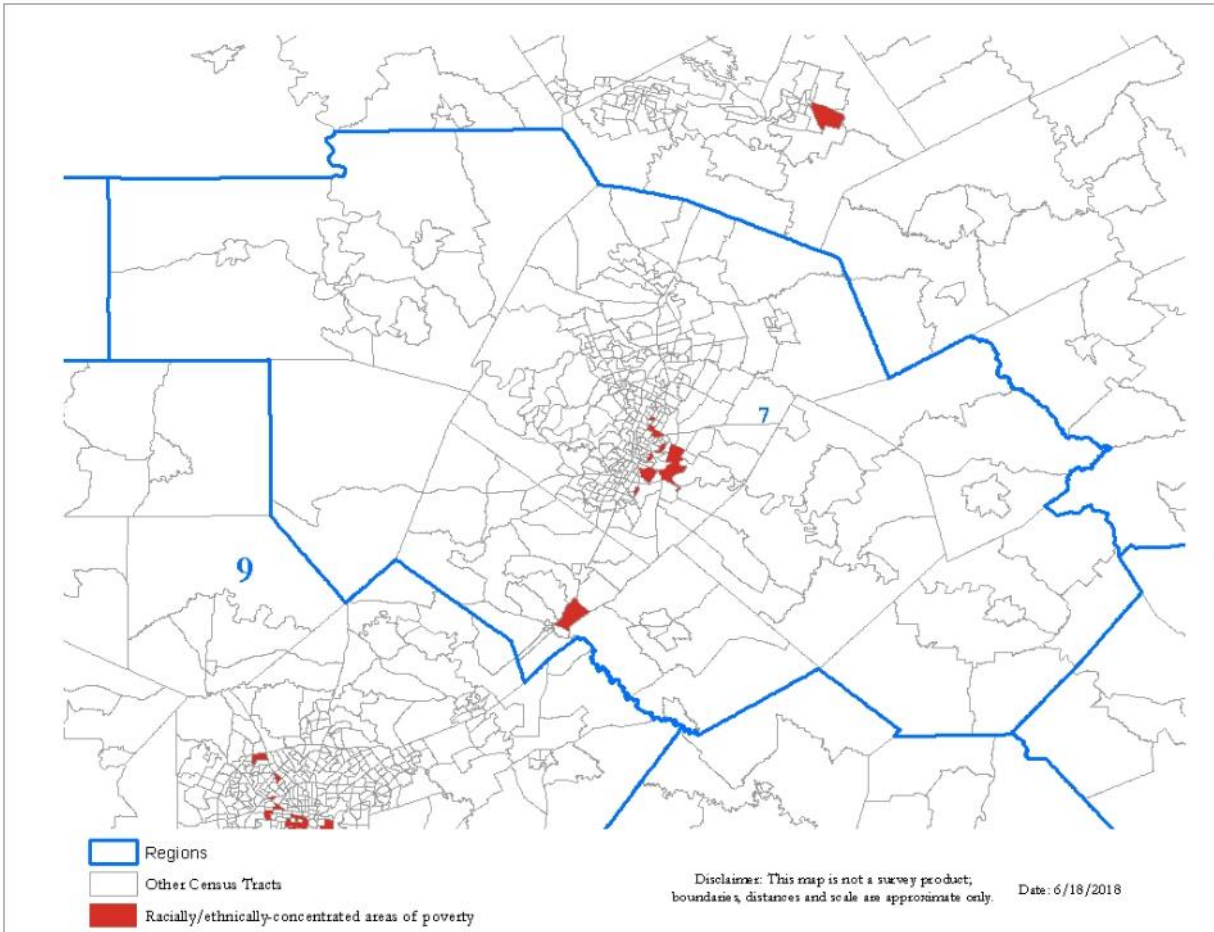 7
9
Regions
Other Census Tracts
Racially/ethnically-concentrated areas of poverty
Disclaimer: This map is not a survey product;
boundaries, distances and scale are approximate only.
Date: 6/18/2018